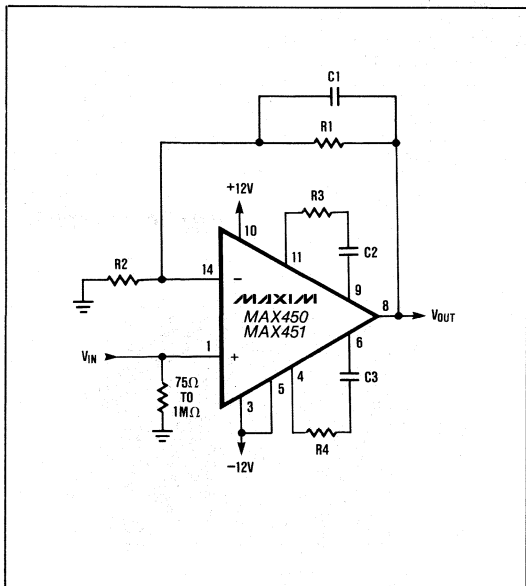 C1
R1
+12V
R3
10
11
C2
R2
14
−
MAXIM
MAX450
MAX451
9
8
VOUT
VIN
1
+
6
75Ω
TO
1MΩ
3
5
4
C3
−12V
R4